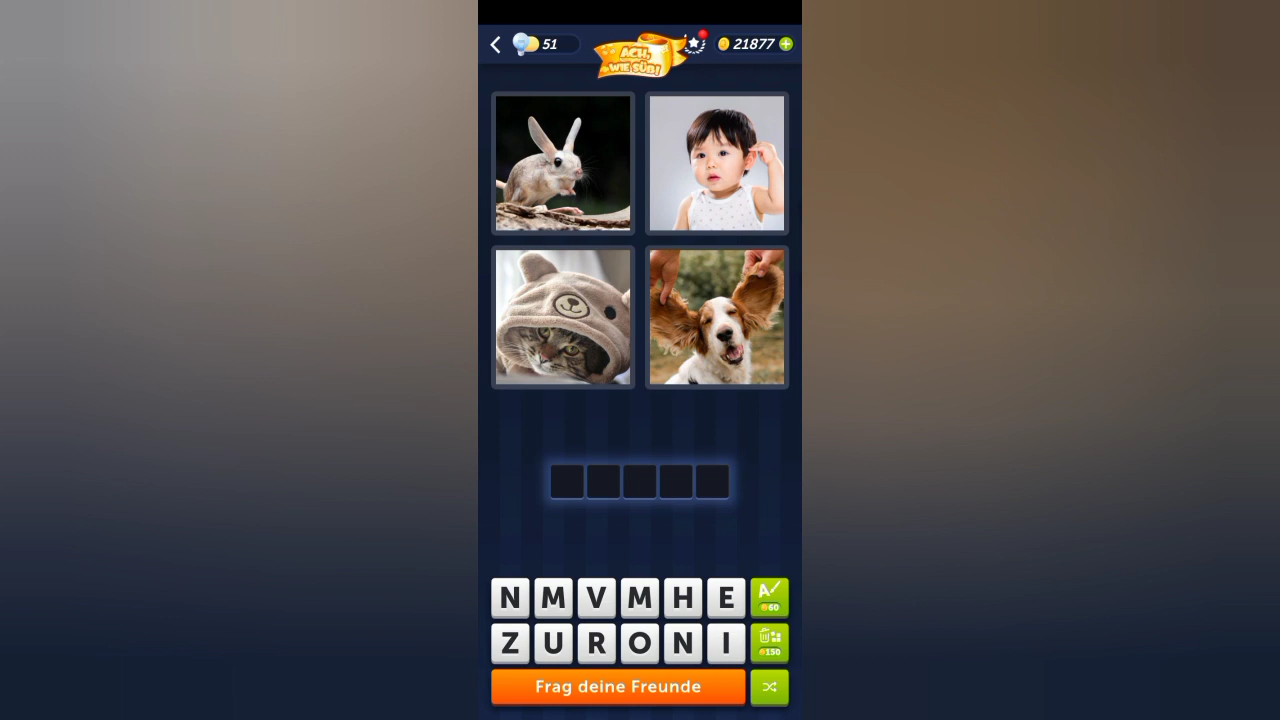 51
ACH,
WIE SÜß!
21877
N M V M H E
60
Z U R O N I
150
Frag deine Freunde